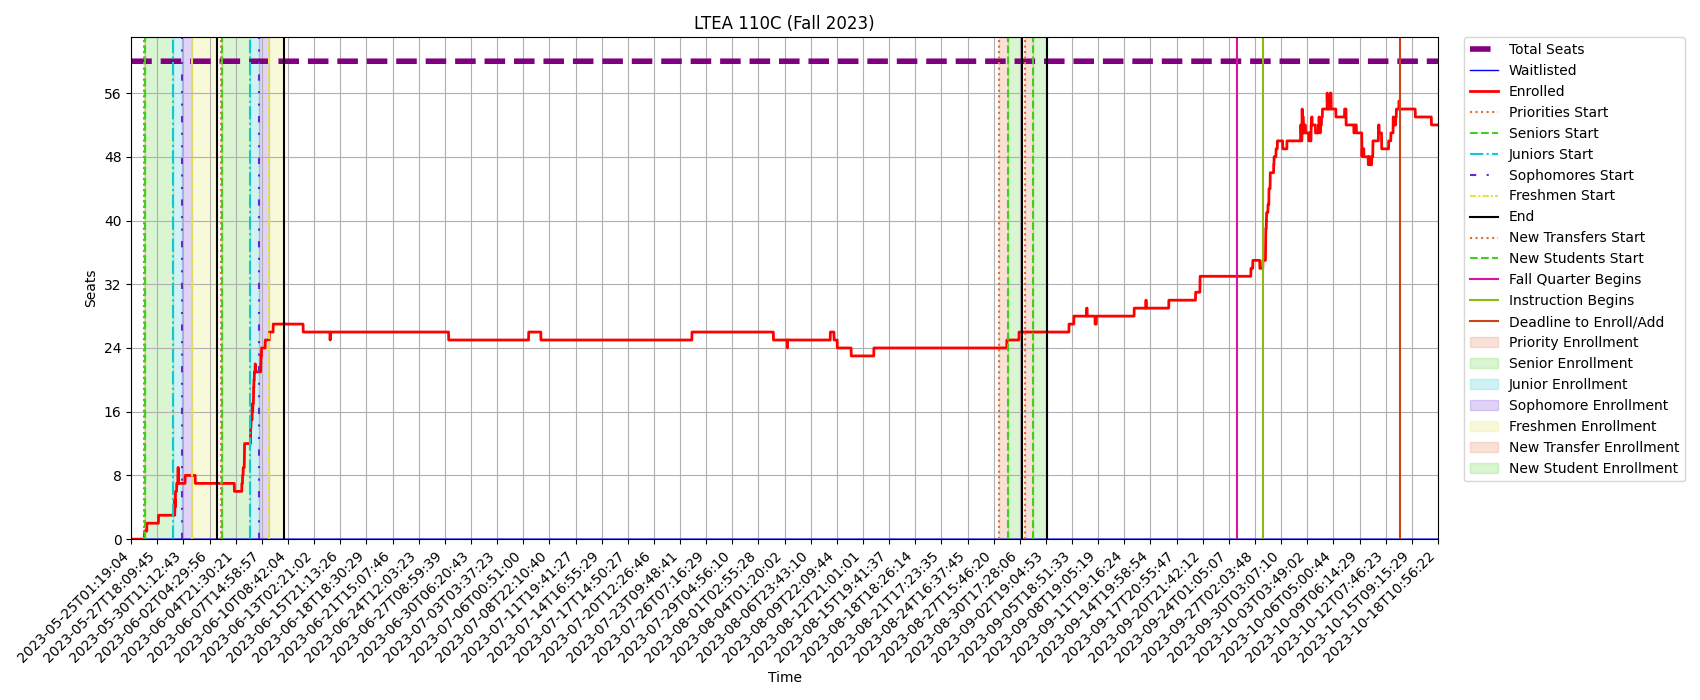 LTEA 110C (Fall 2023)
Seats
56
48
40
32
24
16
8
0
2023-05-25T01:19:04
2023-05-27T18:09:45
2023-05-30T11:12:43
2023-06-02T04:29:56
2023-06-04T21:30:21
2023-06-07T14:58:57
2023-06-10T08:42:04
2023-06-13T02:21:02
2023-06-15T21:13:26
2023-06-18T18:30:29
2023-06-21T15:07:46
2023-06-24T12:03:23
2023-06-27T08:59:39
2023-06-30T06:20:43
2023-07-03T03:37:23
2023-07-06T00:51:00
2023-07-08T22:10:40
2023-07-11T19:41:27
2023-07-14T16:55:29
2023-07-17T14:50:27
2023-07-20T12:26:46
2023-07-23T09:48:41
2023-07-26T07:16:29
2023-07-29T04:56:10
2023-08-01T02:55:28
2023-08-04T01:20:02
2023-08-06T23:43:10
2023-08-09T22:09:44
2023-08-12T21:01:01
2023-08-15T19:41:37
2023-08-18T18:26:14
2023-08-21T17:23:35
2023-08-24T16:37:45
2023-08-27T15:46:20
2023-08-30T17:28:06
2023-09-02T19:04:53
2023-09-05T18:51:33
2023-09-08T19:05:19
2023-09-11T19:16:24
2023-09-14T19:58:54
2023-09-17T20:55:47
2023-09-20T21:42:12
2023-09-24T01:05:07
2023-09-27T02:03:48
2023-09-30T03:07:10
2023-10-03T03:49:02
2023-10-06T05:00:44
2023-10-09T06:14:29
2023-10-12T07:46:23
2023-10-15T09:15:29
2023-10-18T10:56:22
Time
Total Seats
Waitlisted
Enrolled
Priorities Start
Seniors Start
Juniors Start
Sophomores Start
Freshmen Start
End
New Transfers Start
New Students Start
Fall Quarter Begins
Instruction Begins
Deadline to Enroll/Add
Priority Enrollment
Senior Enrollment
Junior Enrollment
Sophomore Enrollment
Freshmen Enrollment
New Transfer Enrollment
New Student Enrollment